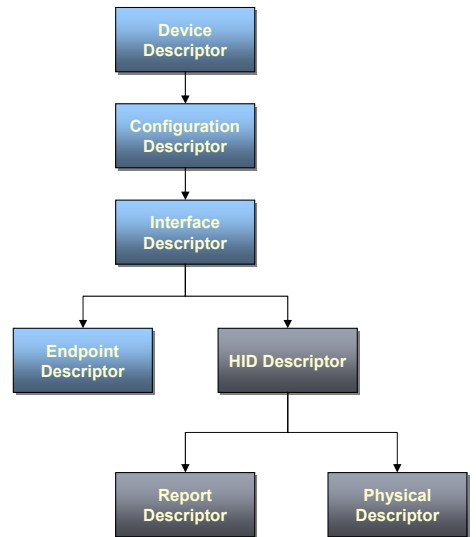 Device
Descriptor
Configuration
Descriptor
Interface
Descriptor
Endpoint
Descriptor
HID Descriptor
Report
Descriptor
Physical
Descriptor